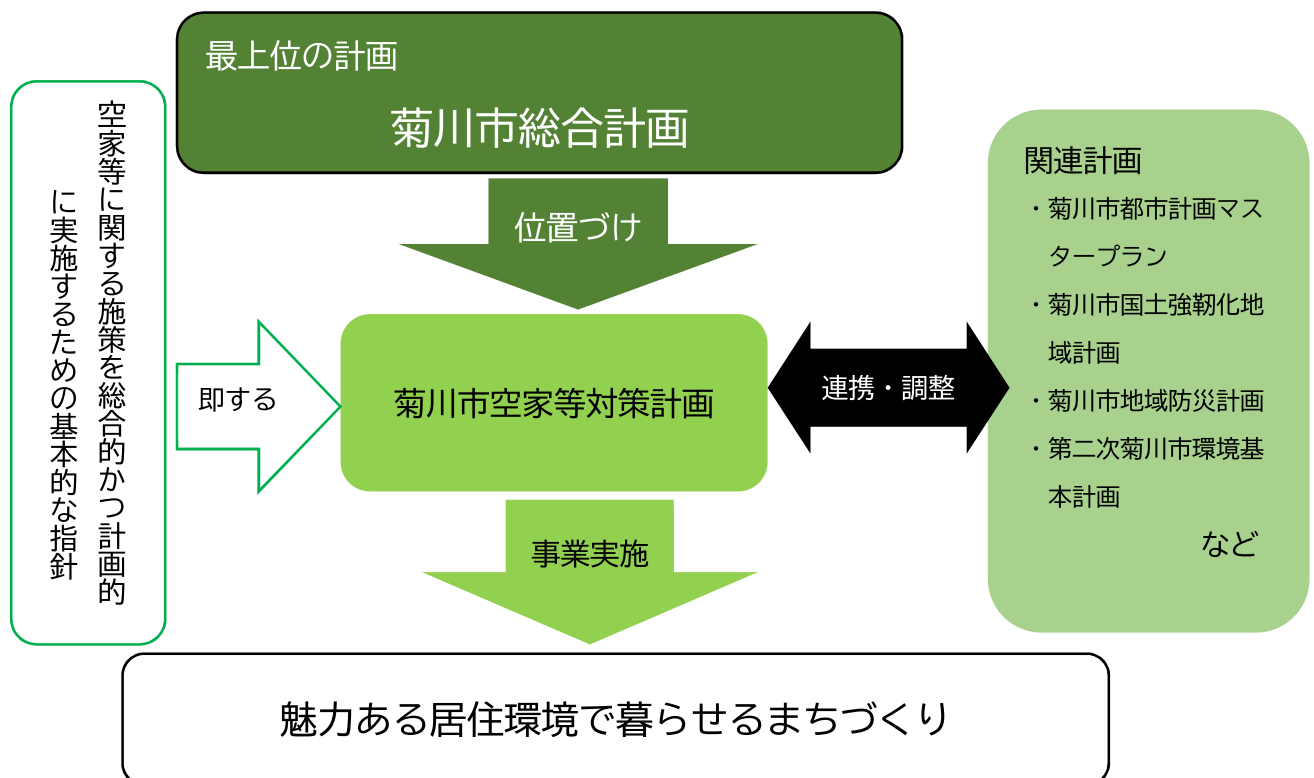 最上位の計画
菊川市総合計画
位置づけ
空家等に関する施策を総合的かつ計画的
に実施するための基本的な指針
即する
菊川市空家等対策計画
連携・調整
関連計画
・菊川市都市計画マス
タープラン
・菊川市国土強靭化地
域計画
・菊川市地域防災計画
・第二次菊川市環境基
本計画
など
事業実施
魅力ある居住環境で暮らせるまちづくり